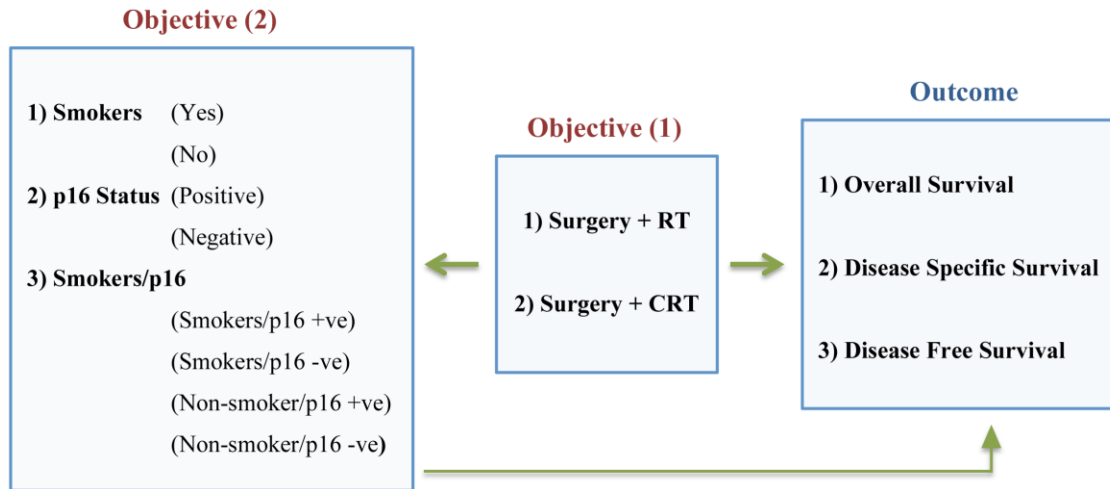 Objective (2)
1) Smokers (Yes)
(No)
2) p16 Status (Positive)
(Negative)
3) Smokers/p16
(Smokers/p16 +ve)
(Smokers/p16 -ve)
(Non-smoker/p16 +ve)
(Non-smoker/p16 -ve)
Objective (1)
1) Surgery + RT
2) Surgery + CRT
Outcome
1) Overall Survival
2) Disease Specific Survival
3) Disease Free Survival